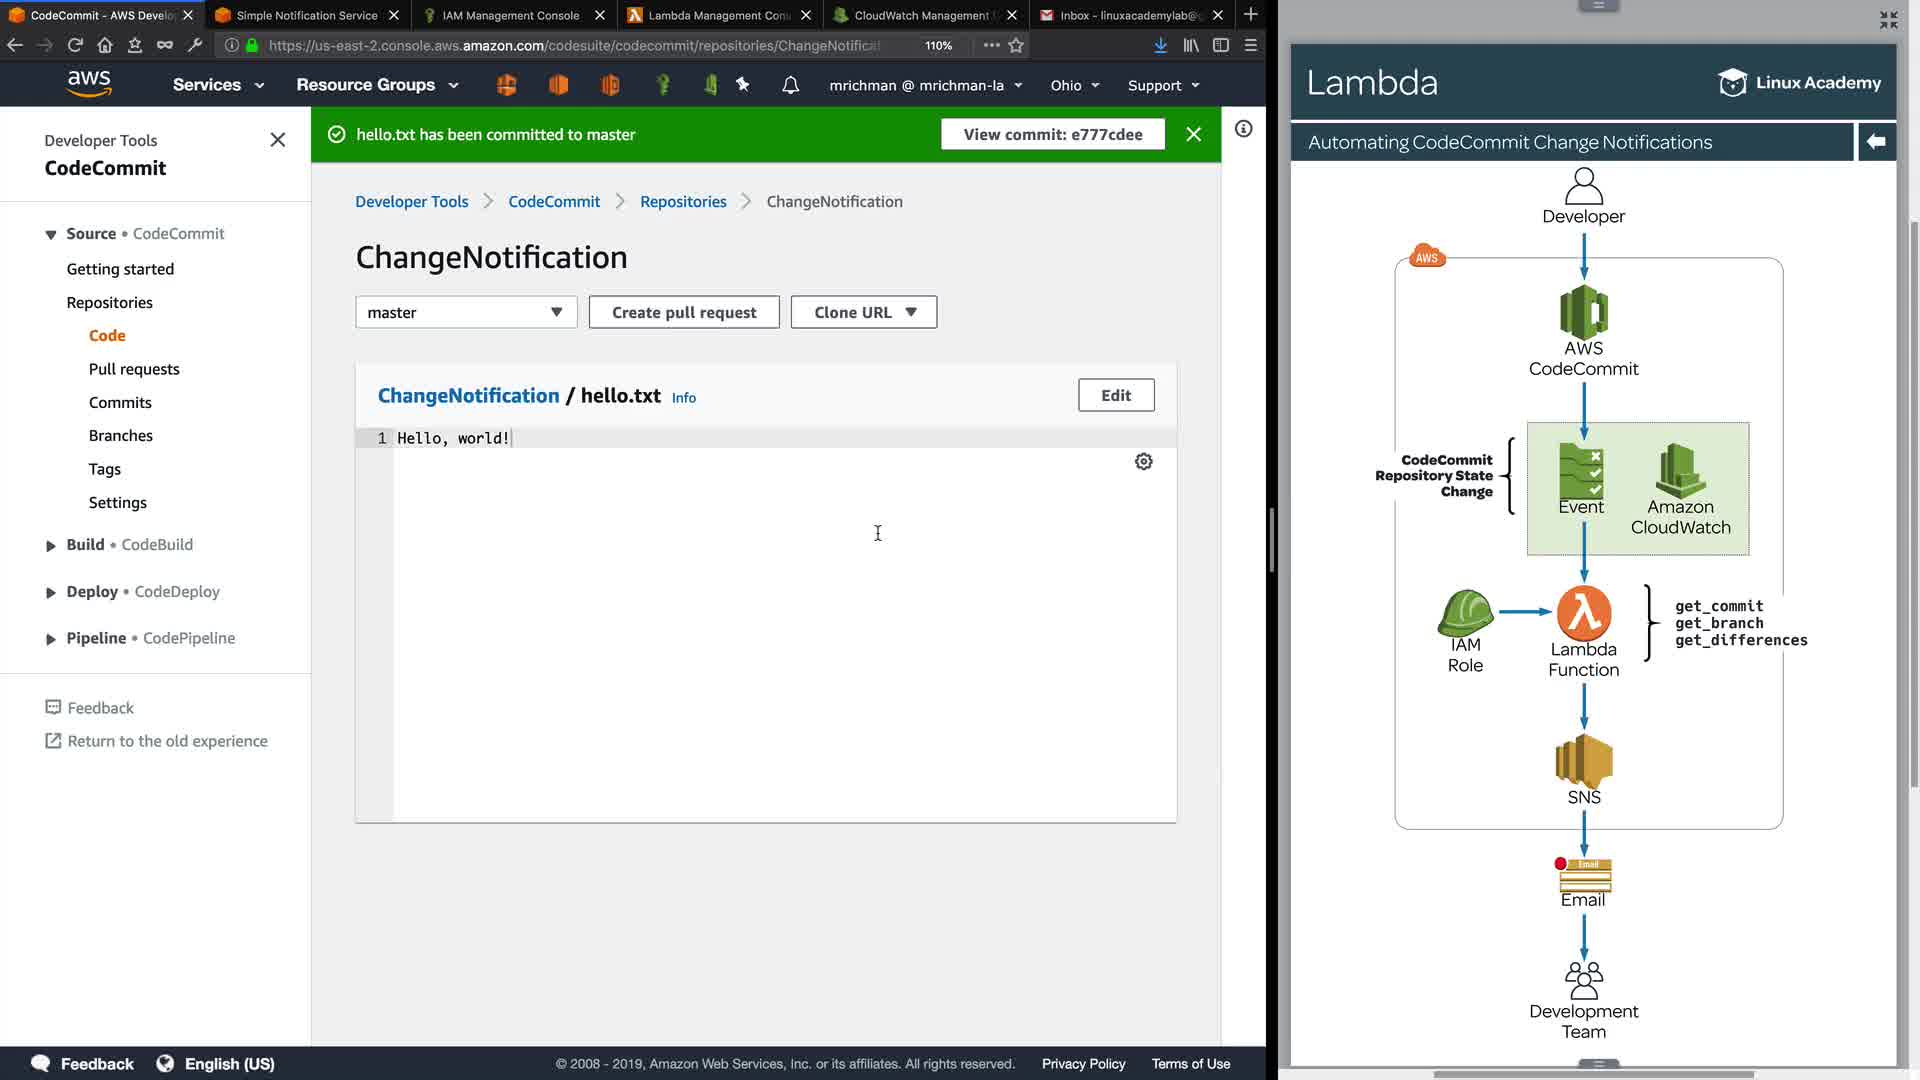 CodeCommit - AWS Develo
Simple Notification Service
IAM Management Console
Lambda Management Con
CloudWatch Management
Inbox - linuxacademylab@g
https://us-east-2.console.aws.amazon.com/codesuite/codecommit/repositories/ChangeNotifica
110%
aws
Services
Resource Groups
mrichman @ mrichman-la
Ohio
Support
Developer Tools
CodeCommit
Source • CodeCommit
Getting started
Repositories
Code
Pull requests
Commits
Branches
Tags
Settings
Build • CodeBuild
Deploy • CodeDeploy
Pipeline • CodePipeline
Feedback
Return to the old experience
hello.txt has been committed to master
View commit: e777cdee
Developer Tools
CodeCommit
Repositories
ChangeNotification
ChangeNotification
master
Create pull request
Clone URL
ChangeNotification / hello.txt Info
Edit
1 Hello, world!
Feedback
English (US)
© 2008 - 2019, Amazon Web Services, Inc. or its affiliates. All rights reserved.
Privacy Policy
Terms of Use
Lambda
Linux Academy
Automating CodeCommit Change Notifications
Developer
AWS
AWS
CodeCommit
CodeCommit
Repository State
Change
Event
Amazon
CloudWatch
IAM
Role
Lambda
Function
get_commit
get_branch
get_differences
SNS
Email
Email
Development
Team